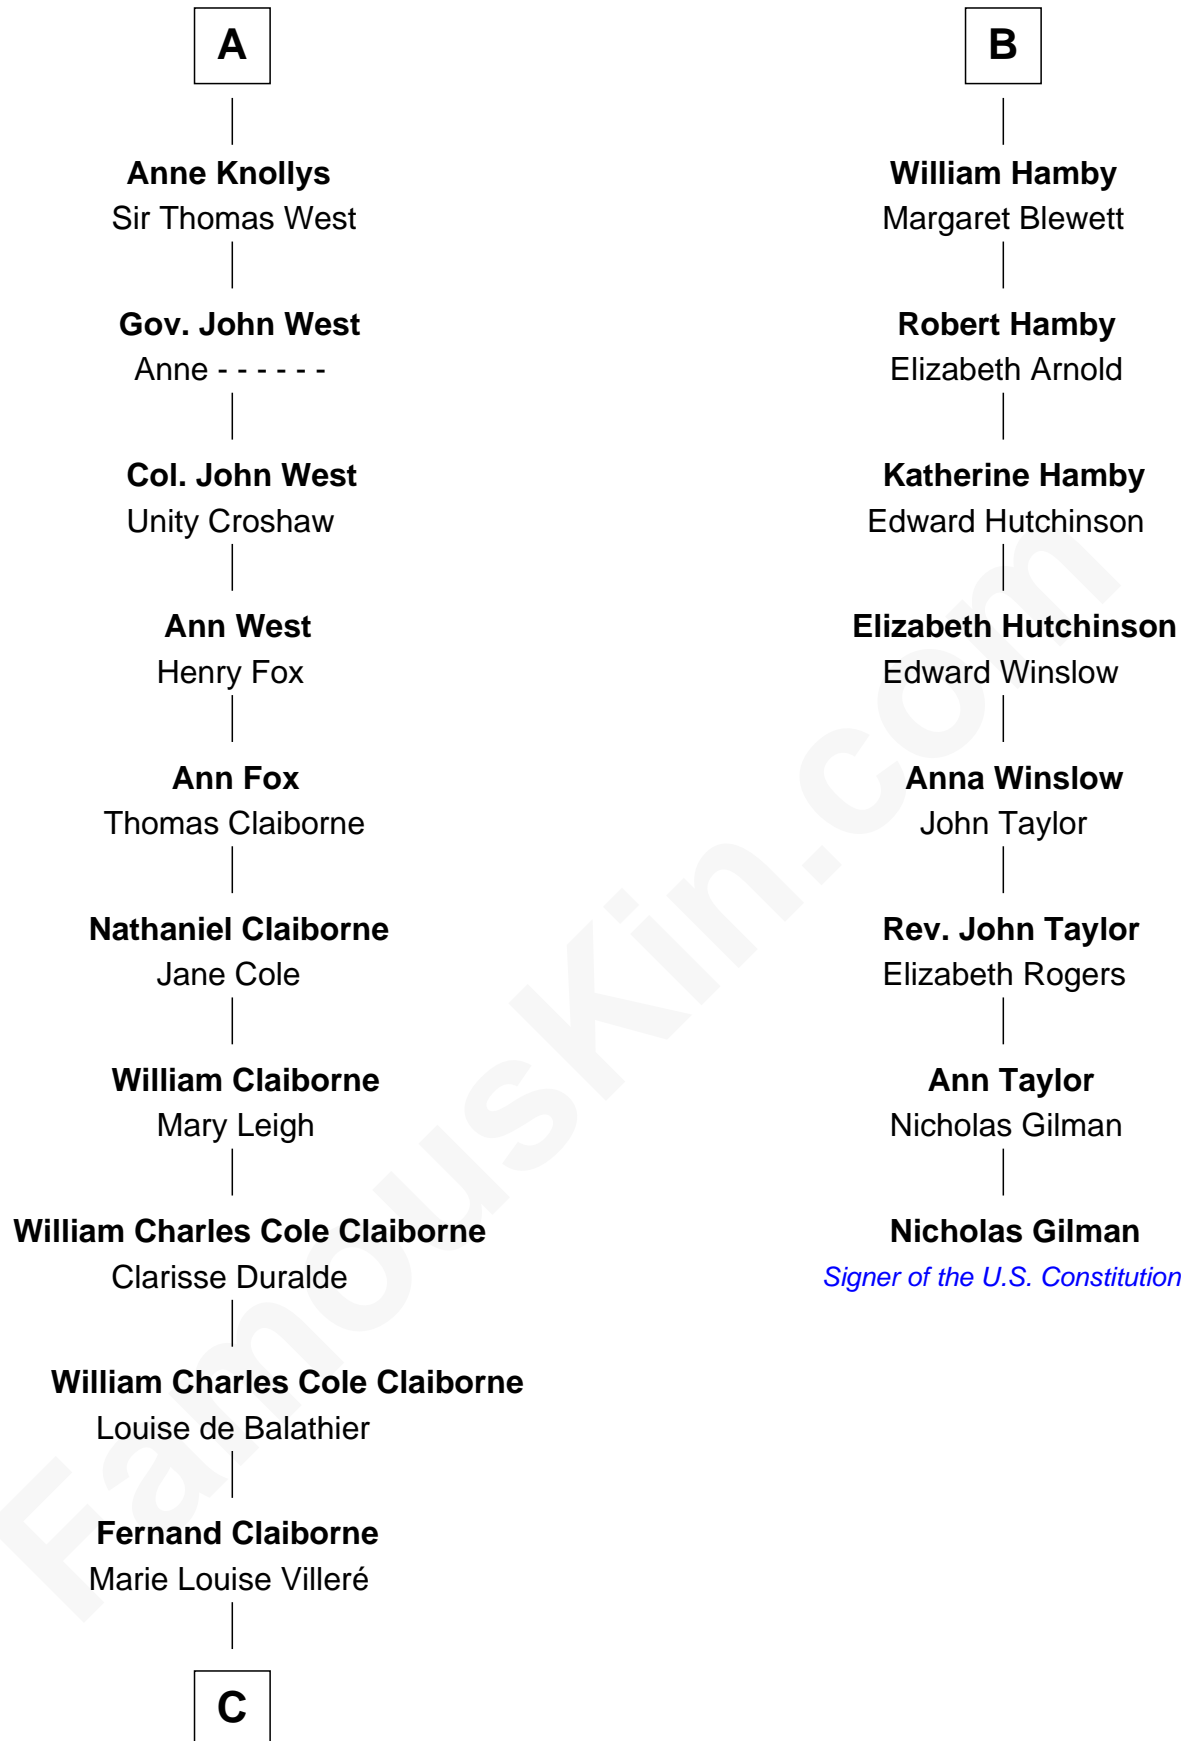 A
Anne Knollys
Sir Thomas West
Gov. John West
Anne - - - - - -
Col. John West
Unity Croshaw
Ann West
Henry Fox
Ann Fox
Thomas Claiborne
Nathaniel Claiborne
Jane Cole
William Claiborne
Mary Leigh
William Charles Cole Claiborne
Clarisse Duralde
William Charles Cole Claiborne
Louise de Balathier
Fernand Claiborne
Marie Louise Villeré
C
B
William Hamby
Margaret Blewett
Robert Hamby
Elizabeth Arnold
Katherine Hamby
Edward Hutchinson
Elizabeth Hutchinson
Edward Winslow
Anna Winslow
John Taylor
Rev. John Taylor
Elizabeth Rogers
Ann Taylor
Nicholas Gilman
Nicholas Gilman
Signer of the U.S. Constitution
FamousKin.com